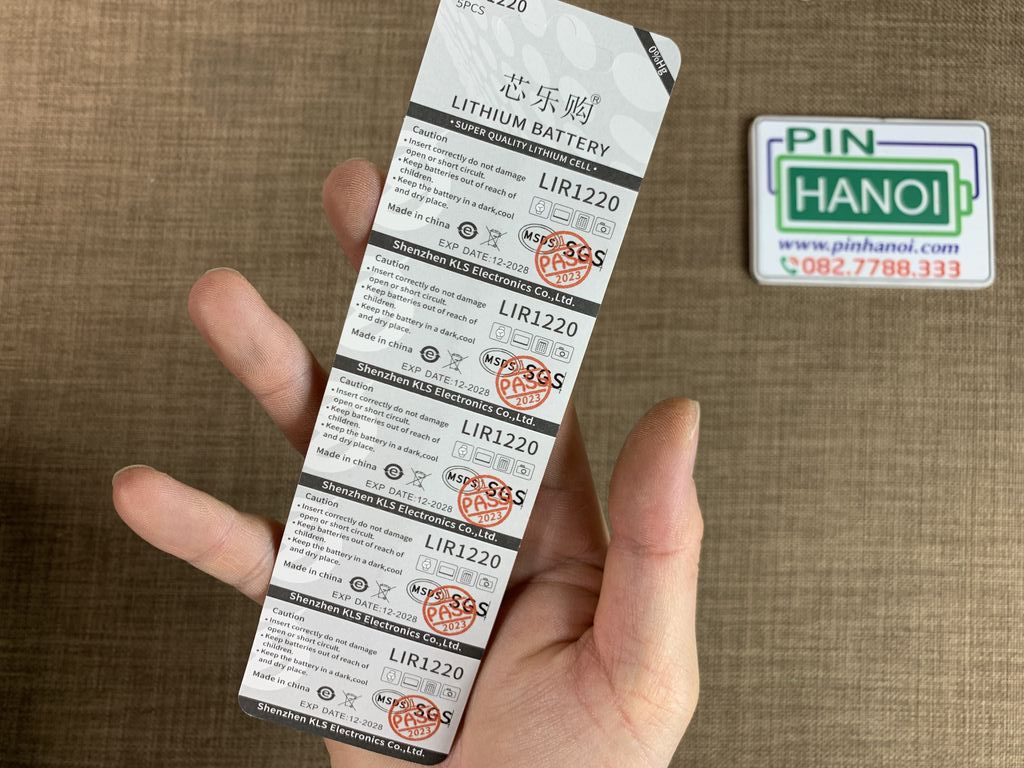 1220
5PCS
0%Hg
芯乐购®
LITHIUM BATTERY
• SUPER QUALITY LITHIUM CELL •
Caution
• Insert correctly do not damage
open or short circuit.
• Keep batteries out of reach of
children.
• Keep the battery in a dark,cool
and dry place.
LIR1220
Made in china
MSDS
SGS
PASS
2023
EXP DATE:12-2028
Shenzhen KLS Electronics Co.,Ltd.
Caution
• Insert correctly do not damage
open or short circuit.
• Keep batteries out of reach of
children.
• Keep the battery in a dark,cool
and dry place.
LIR1220
Made in china
MSDS
SGS
PASS
2023
EXP DATE:12-2028
Shenzhen KLS Electronics Co.,Ltd.
Caution
• Insert correctly do not damage
open or short circuit.
• Keep batteries out of reach of
children.
• Keep the battery in a dark,cool
and dry place.
LIR1220
Made in china
MSDS
SGS
PASS
2023
EXP DATE:12-2028
Shenzhen KLS Electronics Co.,Ltd.
Caution
• Insert correctly do not damage
open or short circuit.
• Keep batteries out of reach of
children.
• Keep the battery in a dark,cool
and dry place.
LIR1220
Made in china
MSDS
SGS
PASS
2023
EXP DATE:12-2028
Shenzhen KLS Electronics Co.,Ltd.
Caution
• Insert correctly do not damage
open or short circuit.
• Keep batteries out of reach of
children.
• Keep the battery in a dark,cool
and dry place.
LIR1220
Made in china
MSDS
SGS
PASS
2023
EXP DATE:12-2028
Shenzhen KLS Electronics Co.,Ltd.
PIN
HANOI
www.pinhanoi.com
082.7788.333